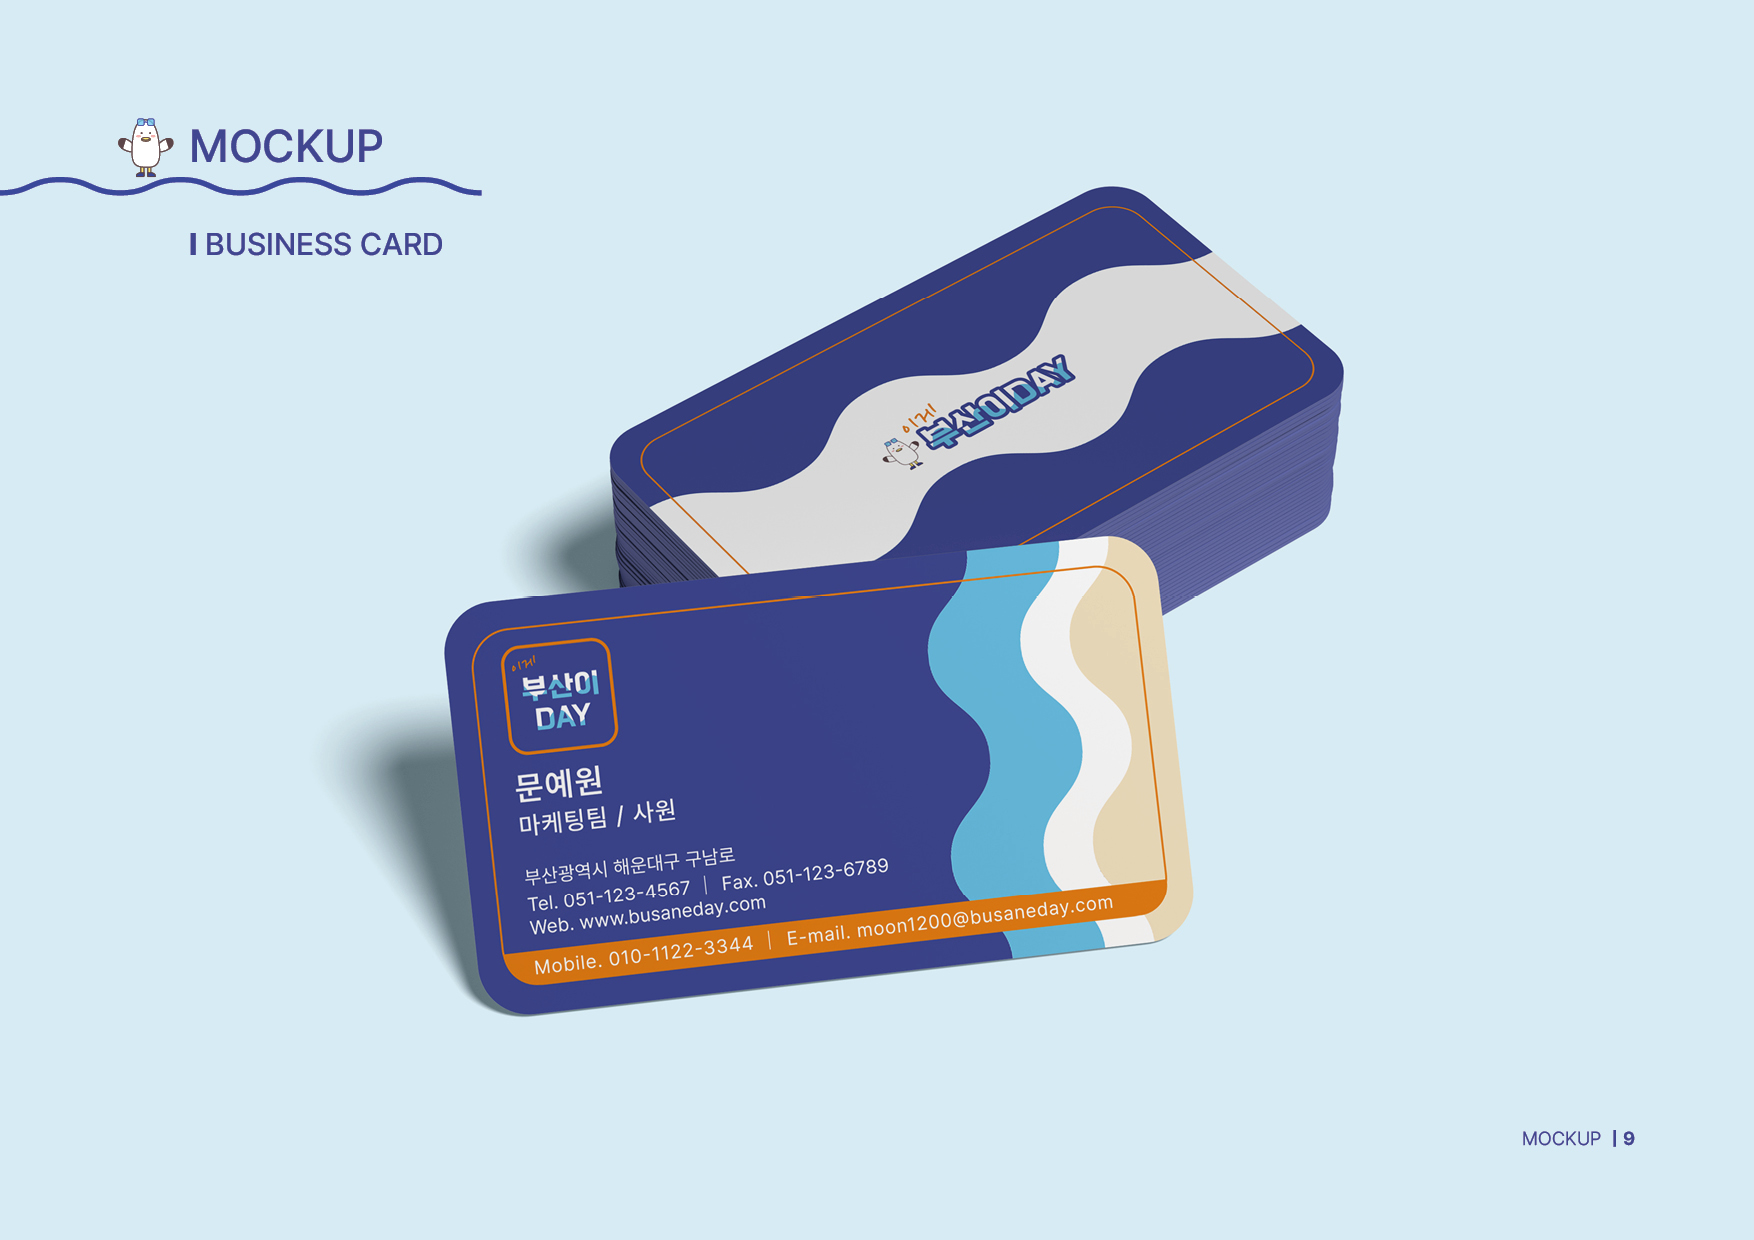 MOCKUP
BUSINESS CARD
이게!
부산이DAY
이게!
부산이
DAY
문예원
마케팅팀 / 사원
부산광역시 해운대구 구남로
Tel. 051-123-4567 | Fax. 051-123-6789
Web. www.busaneday.com
Mobile. 010-1122-3344 | E-mail. moon1200@busaneday.com
MOCKUP | 9